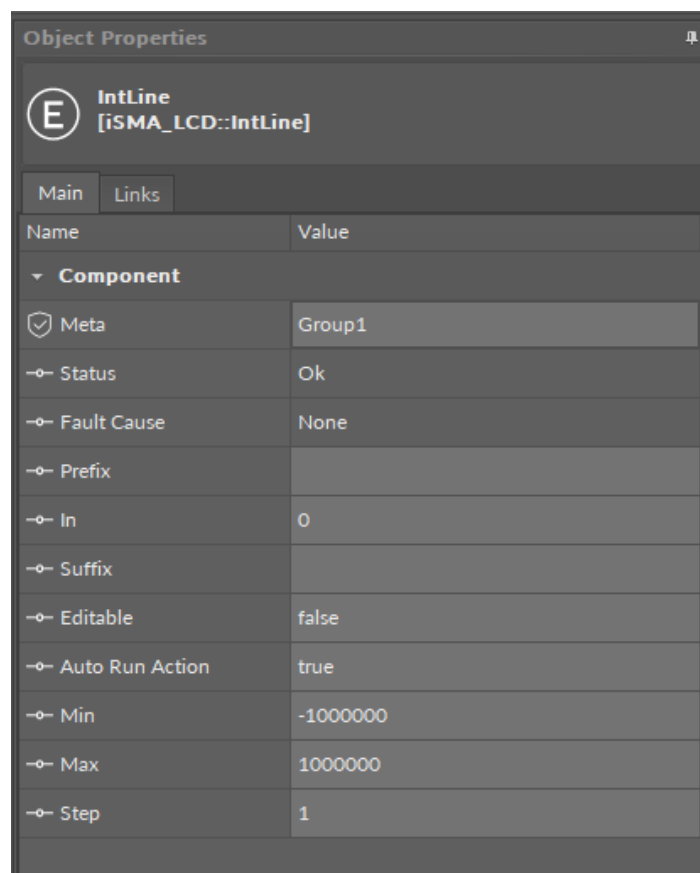 Object Properties
E
IntLine
[iSMA_LCD::IntLine]
Main Links
Name Value
Component
Meta Group1
Status Ok
Fault Cause None
Prefix
In 0
Suffix
Editable false
Auto Run Action true
Min -1000000
Max 1000000
Step 1